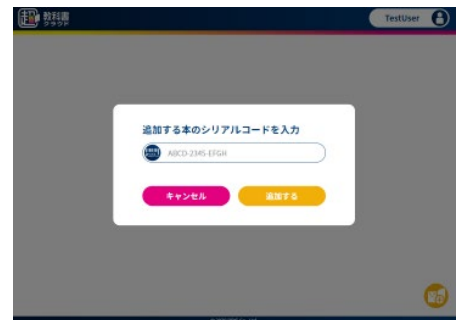 超 教科書
クラウド
TestUser
追加する本のシリアルコードを入力
ABCD-2345-EFGH
キャンセル
追加する